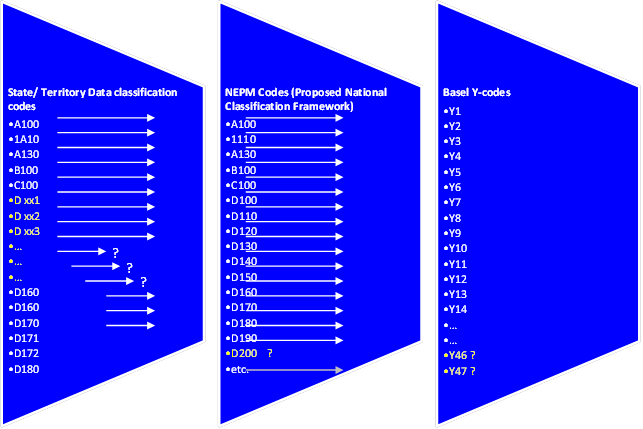 State/ Territory Data classification
codes
•A100
•1A10
•A130
•B100
•C100
•D xx1
•D xx2
•D xx3
•...
?
•...
?
•...
?
•D160
•D160
•D170
•D171
•D172
•D180
NEPM Codes (Proposed National
Classification Framework)
•A100
•1110
•A130
•B100
•C100
•D100
•D110
•D120
•D130
•D140
•D150
•D160
•D170
•D180
•D190
•D200 ?
•etc.
Basel Y-codes
•Y1
•Y2
•Y3
•Y4
•Y5
•Y6
•Y7
•Y8
•Y9
•Y10
•Y11
•Y12
•Y13
•Y14
•...
•...
•Y46 ?
•Y47 ?